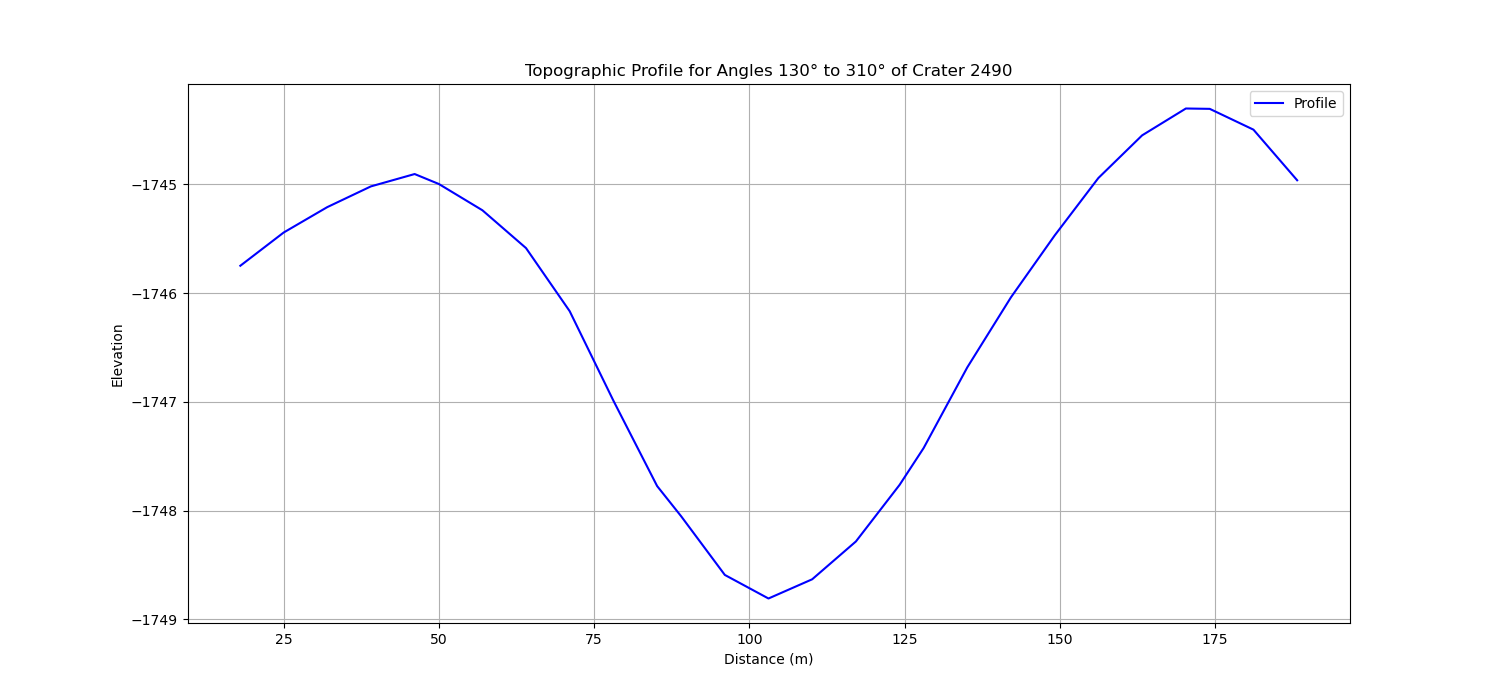 Topographic Profile for Angles 130° to 310° of Crater 2490
Profile
−1745
−1746
−1747
−1748
−1749
Elevation
25 50 75 100 125 150 175
Distance (m)